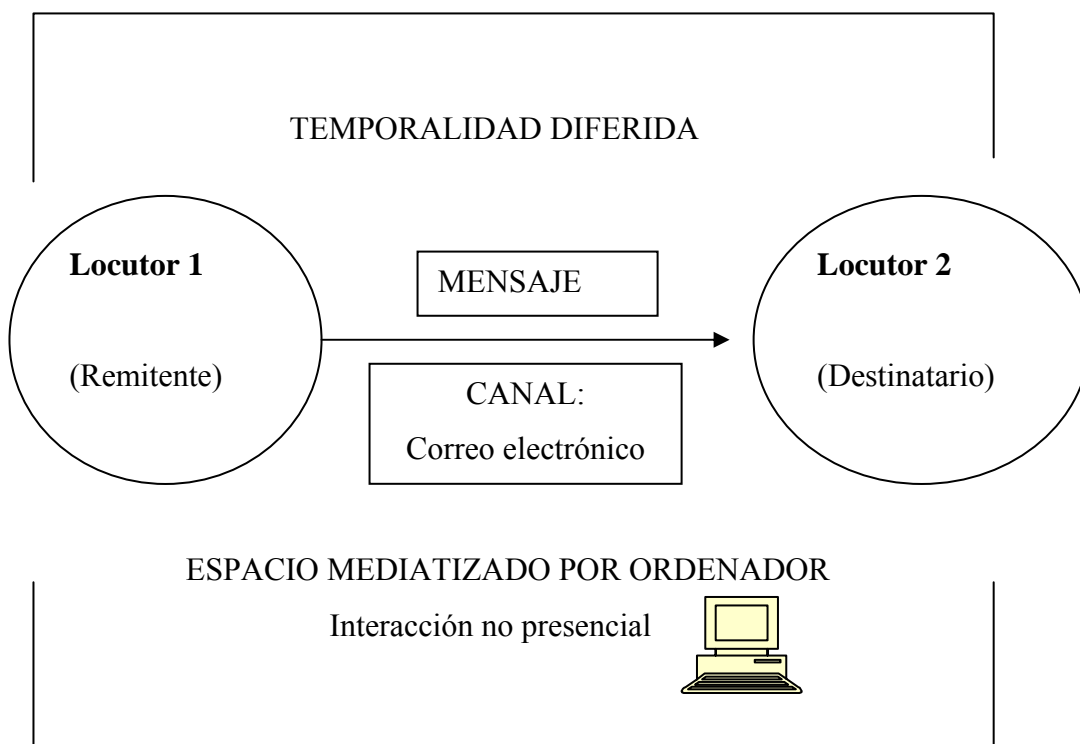 TEMPORALIDAD DIFERIDA
Locutor 1
(Remitente)
MENSAJE
CANAL:
Correo electrónico
Locutor 2
(Destinatario)
ESPACIO MEDIATIZADO POR ORDENADOR
Interacción no presencial